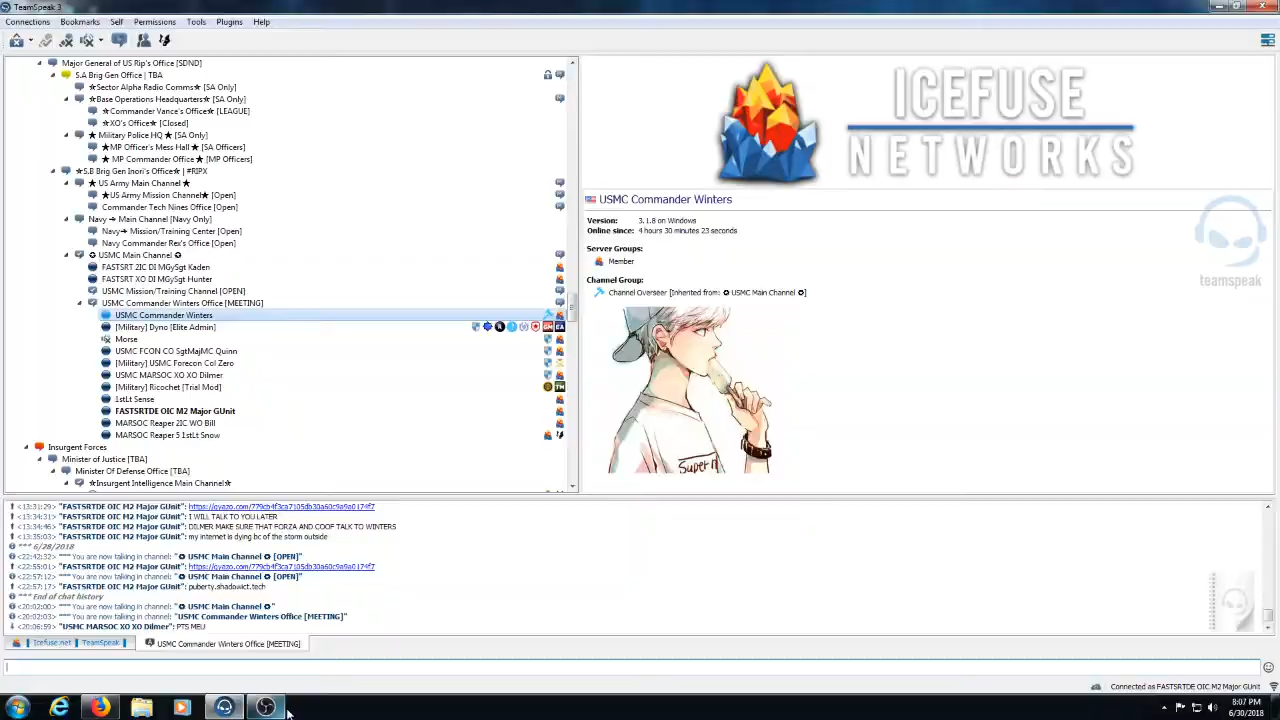 TeamSpeak 3
Connections Bookmarks Self Permissions Tools Plugins Help
Major General of US Rip's Office [SDND]
S.A Brig Gen Office | TBA
☆Sector Alpha Radio Comms☆ [SA Only]
★Base Operations Headquarters★ [SA Only]
☆Commander Vance's Office☆ [LEAGUE]
☆XO's Office☆ [Closed]
★ Military Police HQ ★ [SA Only]
★MP Officer's Mess Hall ★ [SA Officers]
★ MP Commander Office ★ [MP Officers]
★S.B Brig Gen Inori's Office★ | #RIPX
★ US Army Main Channel ★
★US Army Mission Channel★ [Open]
Commander Tech Nines Office [OPEN]
Navy→ Main Channel [Navy Only]
Navy→ Mission/Training Center [Open]
Navy Commander Rex's Office [Open]
✪ USMC Main Channel ✪
FASTSRT 2IC DI MGySgt Kaden
FASTSRT XO DI MGySgt Hunter
USMC Mission/Training Channel [OPEN]
USMC Commander Winters Office [MEETING]
USMC Commander Winters
[Military] Dyno [Elite Admin]
Morse
USMC FCON CO SgtMajMC Quinn
[Military] USMC Forecon Col Zero
USMC MARSOC XO XO Dilmer
[Military] Ricochet [Trial Mod]
1stLt Sense
FASTSRTDE OIC M2 Major GUnit
MARSOC Reaper 2IC WO Bill
MARSOC Reaper 5 1stLt Snow
Insurgent Forces
Minister of Justice [TBA]
Minister Of Defense Office [TBA]
★Insurgent Intelligence Main Channel★
ICEFUSE
NETWORKS
USMC Commander Winters
Version: 3.1.8 on Windows
Online since: 4 hours 30 minutes 23 seconds
Server Groups:
Member
Channel Group:
Channel Overseer [Inherited from: ✪ USMC Main Channel ✪]
teamspeak
<13:31:29> "FASTSRTDE OIC M2 Major GUnit": https://gyazo.com/779cb4f3ca7105db30a60c9a9a0174f7
<13:34:31> "FASTSRTDE OIC M2 Major GUnit": I WILL TALK TO YOU LATER
<13:34:46> "FASTSRTDE OIC M2 Major GUnit": DILMER MAKE SURE THAT FORZA AND COOF TALK TO WINTERS
<13:35:03> "FASTSRTDE OIC M2 Major GUnit": my internet is dying bc of the storm outside
*** 6/28/2018
<22:42:32> *** You are now talking in channel: "✪ USMC Main Channel ✪ [OPEN]"
<22:55:01> "FASTSRTDE OIC M2 Major GUnit": https://gyazo.com/779cb4f3ca7105db30a60c9a9a0174f7
<22:57:12> *** You are now talking in channel: "✪ USMC Main Channel ✪ [OPEN]"
<22:57:17> "FASTSRTDE OIC M2 Major GUnit": puberty.shadowict.tech
*** End of chat history
<20:02:00> *** You are now talking in channel: "✪ USMC Main Channel ✪"
<20:02:03> *** You are now talking in channel: "USMC Commander Winters Office [MEETING]"
<20:06:59> "USMC MARSOC XO XO Dilmer": PTS MEU
Icefuse.net | TeamSpeak USMC Commander Winters Office [MEETING]
Connected as FASTSRTDE OIC M2 Major GUnit
8:07 PM
6/30/2018